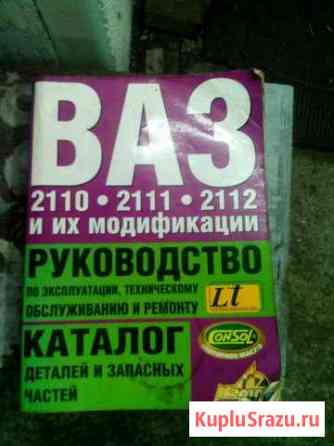 ВАЗ
2110 • 2111 • 2112
и их модификации
РУКОВОДСТВО
ПО ЭКСПЛУАТАЦИИ, ТЕХНИЧЕСКОМУ
ОБСЛУЖИВАНИЮ И РЕМОНТУ
Lt
КАТАЛОГ
ДЕТАЛЕЙ И ЗАПАСНЫХ
ЧАСТЕЙ
ConSol
KupluSrazu.ru